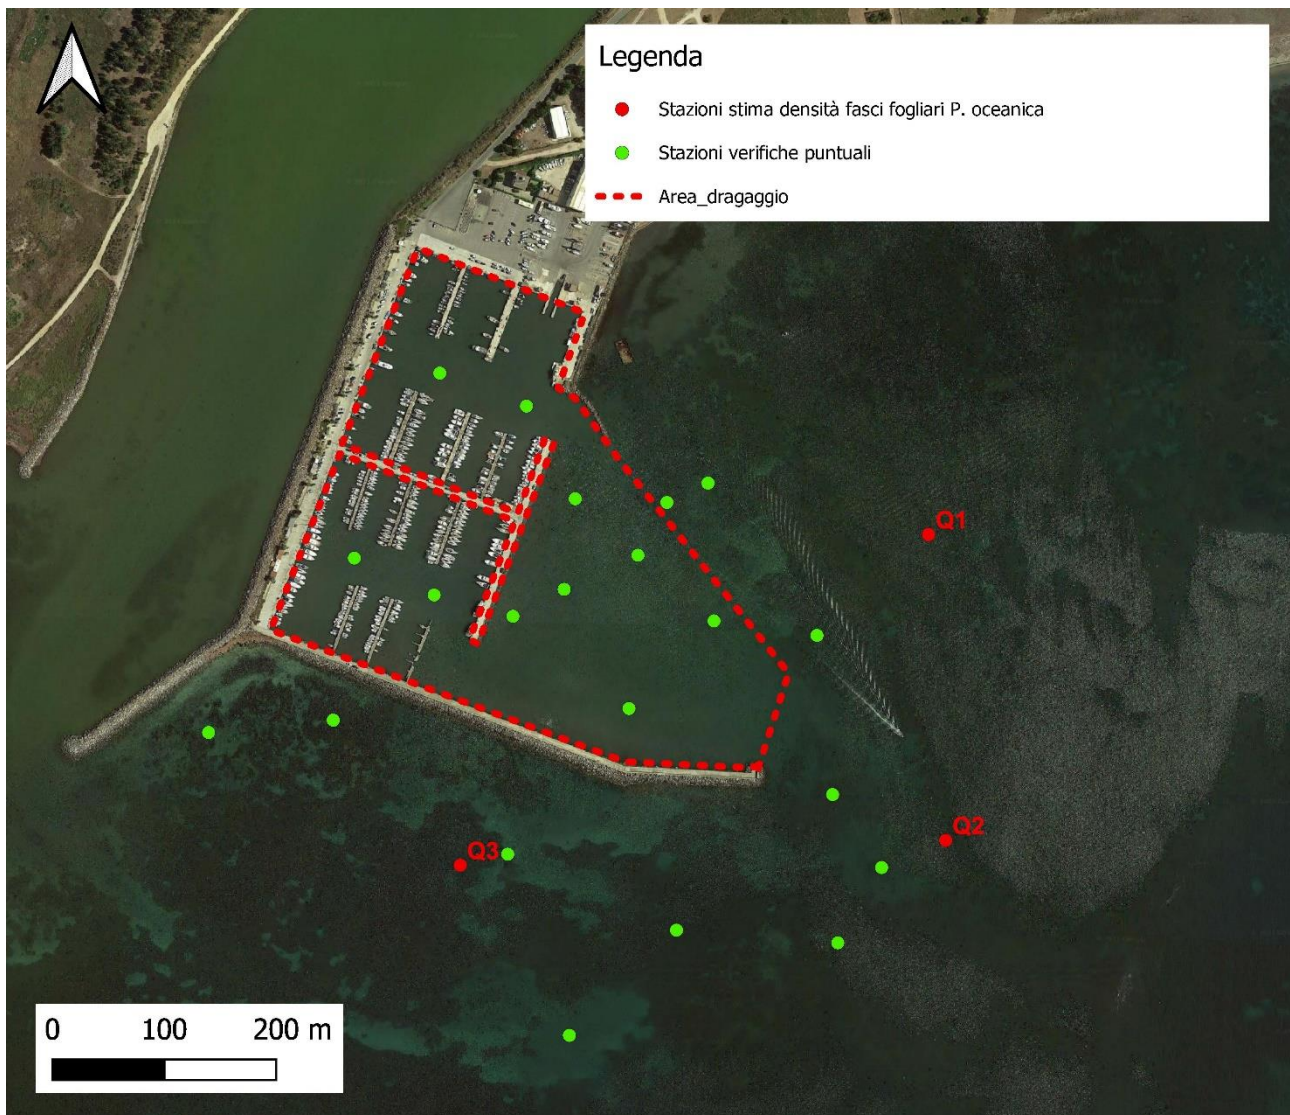 Legenda
Stazioni stima densità fasci fogliari P. oceanica
Stazioni verifiche puntuali
Area_dragaggio
Q1
Q2
Q3
0 100 200 m